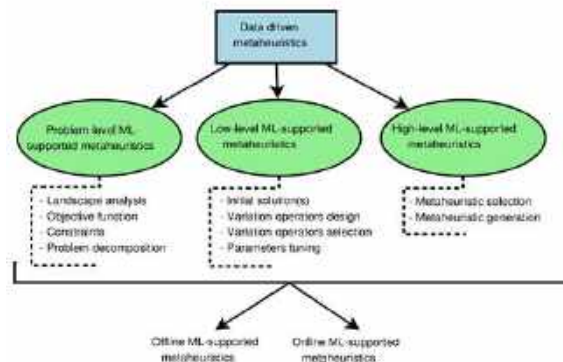 Data driven
metaheuristics
Problem level ML-
supported metaheuristics
Low-level ML-supported
metaheuristics
High-level ML-supported
metaheuristics
- Landscape analysis
- Objective function
- Constraints
- Problem decomposition
- Initial solution(s)
- Variation operators design
- Variation operators selection
- Parameters tuning
- Metaheuristic selection
- Metaheuristic generation
Offline ML-supported
metaheuristics
Online ML-supported
metaheuristics